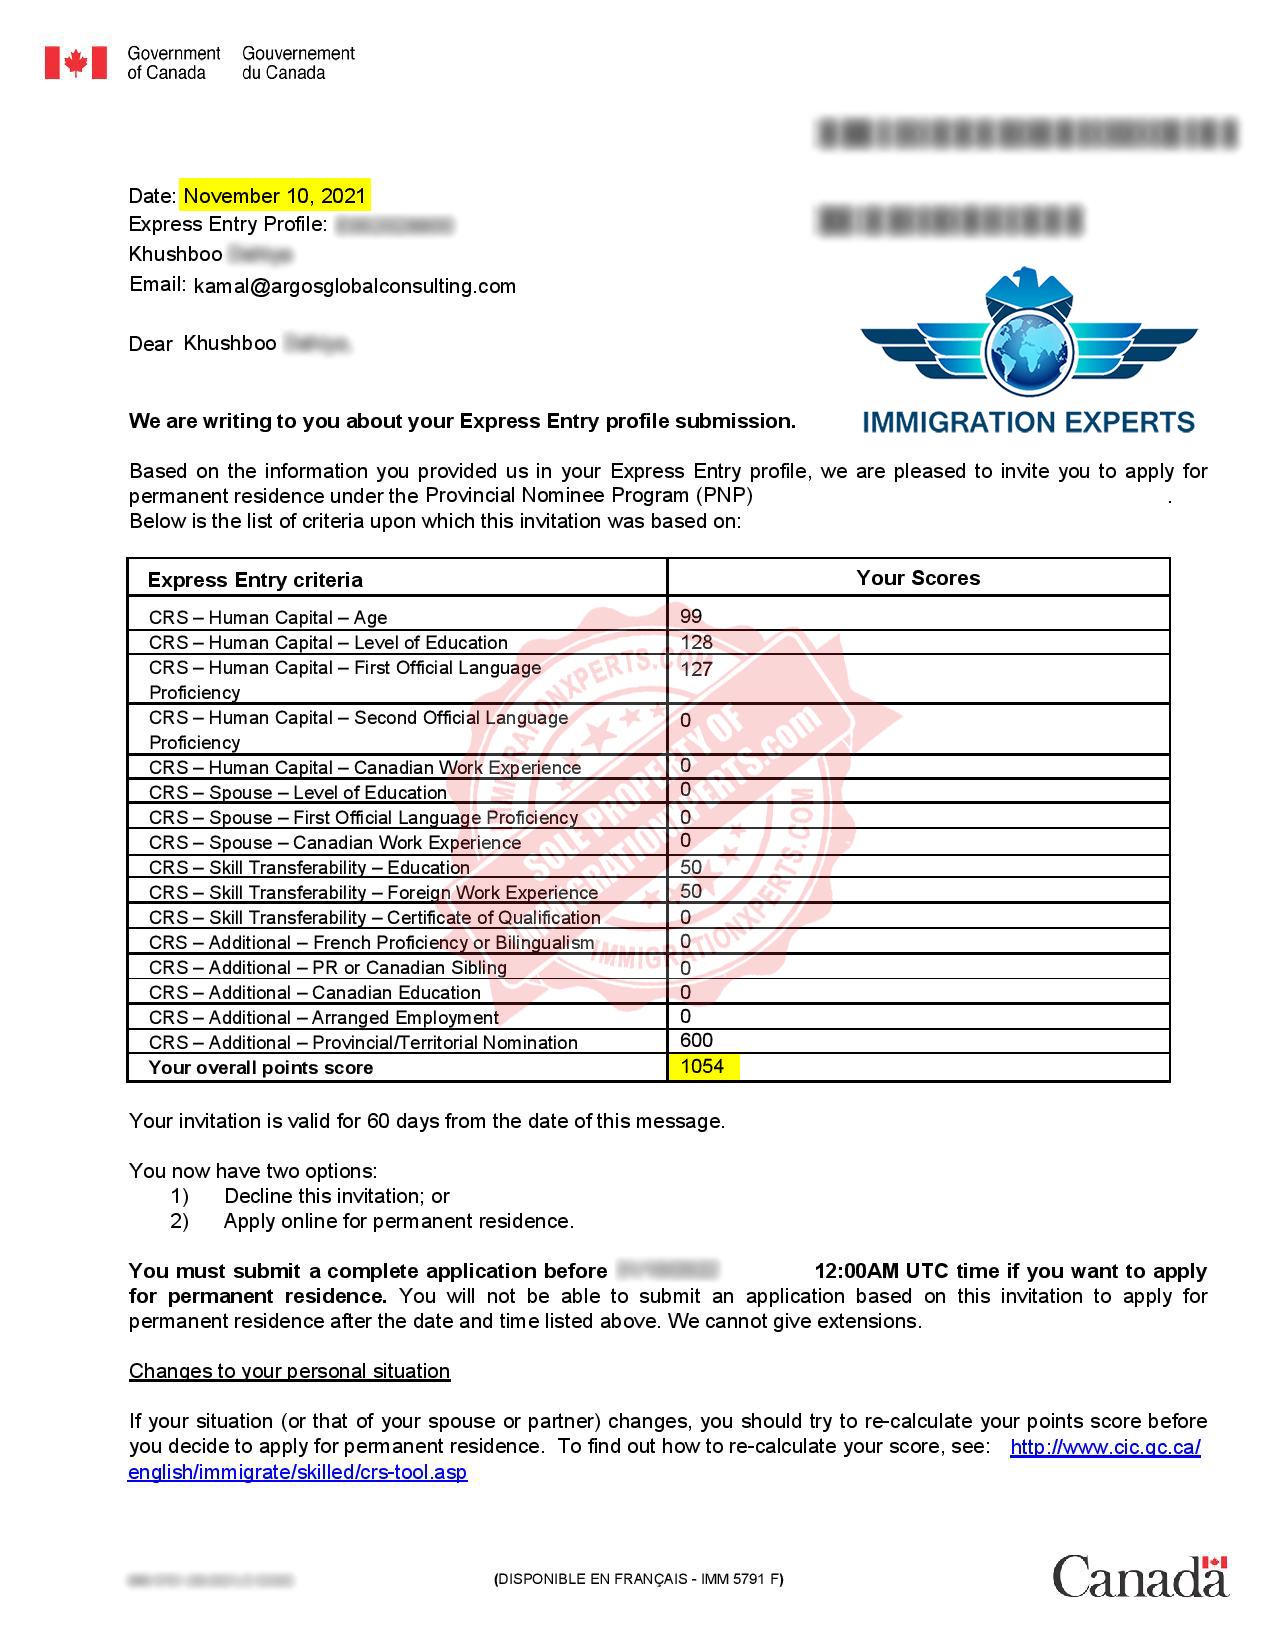 Government
of Canada
Gouvernement
du Canada
Date: November 10, 2021
Express Entry Profile:
Khushboo
Email: kamal@argosglobalconsulting.com
Dear Khushboo
IMMIGRATION EXPERTS
We are writing to you about your Express Entry profile submission.
Based on the information you provided us in your Express Entry profile, we are pleased to invite you to apply for
permanent residence under the Provincial Nominee Program (PNP) .
Below is the list of criteria upon which this invitation was based on:
Express Entry criteria Your Scores
CRS – Human Capital – Age 99
CRS – Human Capital – Level of Education 128
CRS – Human Capital – First Official Language 127
Proficiency
CRS – Human Capital – Second Official Language 0
Proficiency
CRS – Human Capital – Canadian Work Experience 0
CRS – Spouse – Level of Education 0
CRS – Spouse – First Official Language Proficiency 0
CRS – Spouse – Canadian Work Experience 0
CRS – Skill Transferability – Education 50
CRS – Skill Transferability – Foreign Work Experience 50
CRS – Skill Transferability – Certificate of Qualification 0
CRS – Additional – French Proficiency or Bilingualism 0
CRS – Additional – PR or Canadian Sibling 0
CRS – Additional – Canadian Education 0
CRS – Additional – Arranged Employment 0
CRS – Additional – Provincial/Territorial Nomination 600
Your overall points score 1054
IMMIGRATIONXPERTS.COM
SOLE PROPERTY OF
IMMIGRATIONXPERTS.com
IMMIGRATIONXPERTS.COM
Your invitation is valid for 60 days from the date of this message.
You now have two options:
1) Decline this invitation; or
2) Apply online for permanent residence.
You must submit a complete application before 12:00AM UTC time if you want to apply
for permanent residence. You will not be able to submit an application based on this invitation to apply for
permanent residence after the date and time listed above. We cannot give extensions.
Changes to your personal situation
If your situation (or that of your spouse or partner) changes, you should try to re-calculate your points score before
you decide to apply for permanent residence. To find out how to re-calculate your score, see: http://www.cic.gc.ca/
english/immigrate/skilled/crs-tool.asp
(DISPONIBLE EN FRANÇAIS - IMM 5791 F)
Canada